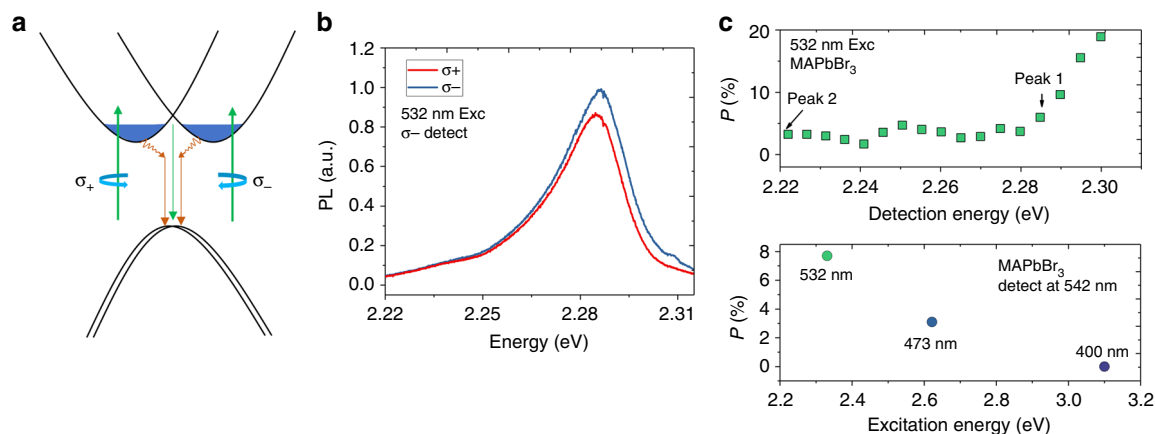 a
σ+
σ−
b
PL (a.u.)
1.2
1.0
0.8
0.6
0.4
0.2
0.0
σ+
σ−
532 nm Exc
σ− detect
2.22
2.25
2.28
2.31
Energy (eV)
c
P (%)
20
10
0
532 nm Exc
MAPbBr3
Peak 2
Peak 1
2.22
2.24
2.26
2.28
2.30
Detection energy (eV)
P (%)
8
6
4
2
0
532 nm
473 nm
400 nm
MAPbBr3
detect at 542 nm
2.2
2.4
2.6
2.8
3.0
3.2
Excitation energy (eV)